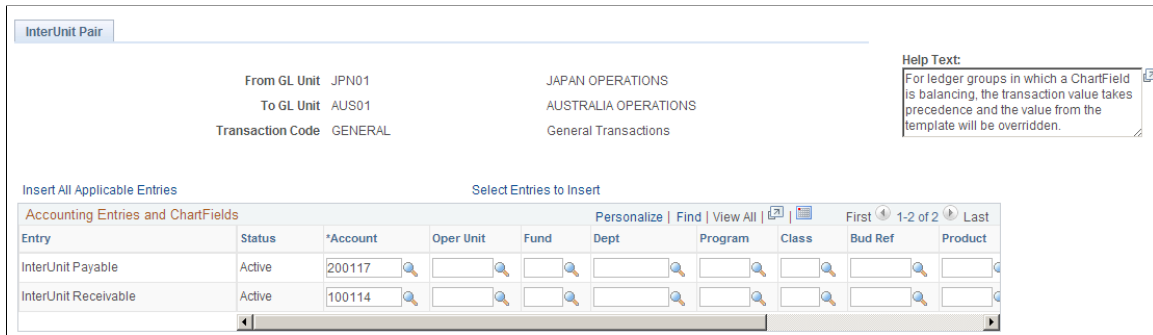 InterUnit Pair
From GL Unit JPN01 JAPAN OPERATIONS
To GL Unit AUS01 AUSTRALIA OPERATIONS
Transaction Code GENERAL General Transactions
Help Text:
For ledger groups in which a ChartField
is balancing, the transaction value takes
precedence and the value from the
template will be overridden.
Insert All Applicable Entries Select Entries to Insert
Accounting Entries and ChartFields Personalize | Find | View All | First 1-2 of 2 Last
Entry Status *Account Oper Unit Fund Dept Program Class Bud Ref Product
InterUnit Payable Active 200117
InterUnit Receivable Active 100114